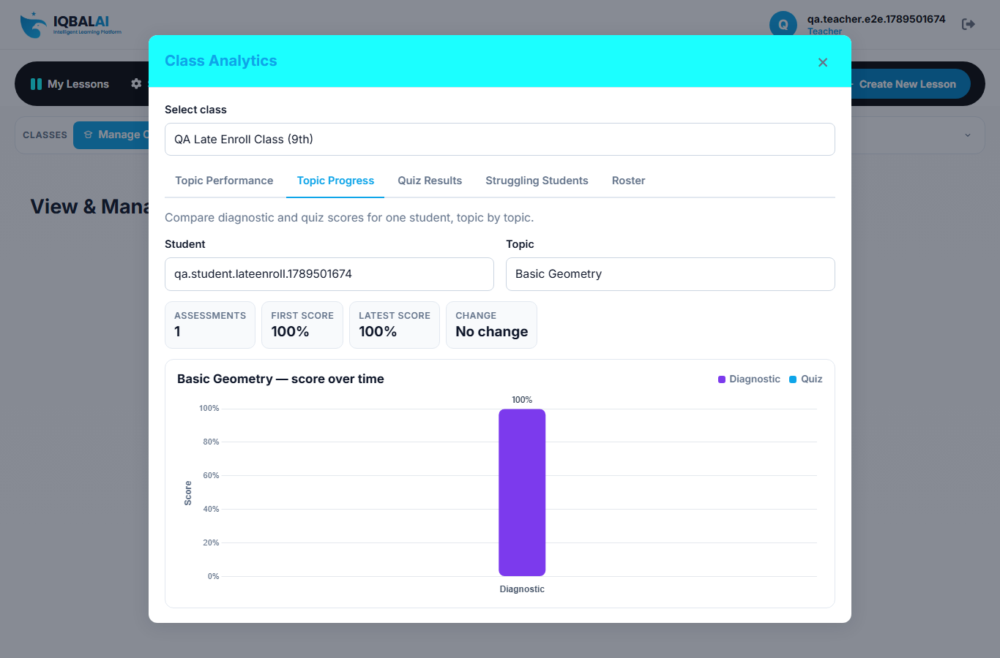 IQBALAI
Intelligent Learning Platform
Q
qa.teacher.e2e.1789501674
Teacher
My Lessons
Create New Lesson
CLASSES
Manage C
View & Mana
Class Analytics
Select class
QA Late Enroll Class (9th)
Topic Performance
Topic Progress
Quiz Results
Struggling Students
Roster
Compare diagnostic and quiz scores for one student, topic by topic.
Student
Topic
qa.student.lateenroll.1789501674
Basic Geometry
ASSESSMENTS
1
FIRST SCORE
100%
LATEST SCORE
100%
CHANGE
No change
Basic Geometry — score over time
Diagnostic
Quiz
100%
100%
80%
60%
40%
20%
0%
Score
Diagnostic